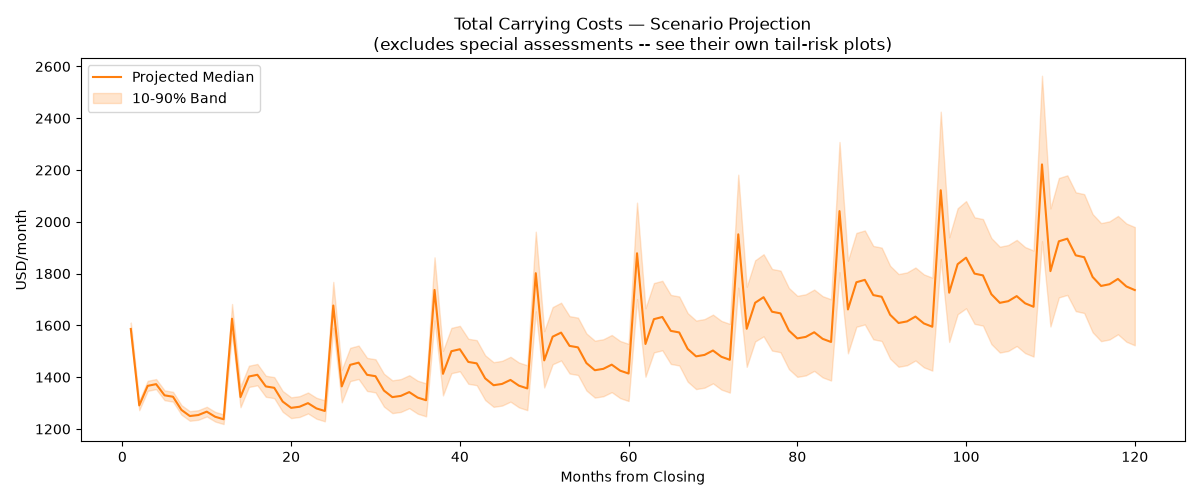 Total Carrying Costs — Scenario Projection
(excludes special assessments -- see their own tail-risk plots)
Projected Median
10-90% Band
USD/month
2600
2400
2200
2000
1800
1600
1400
1200
0 20 40 60 80 100 120
Months from Closing